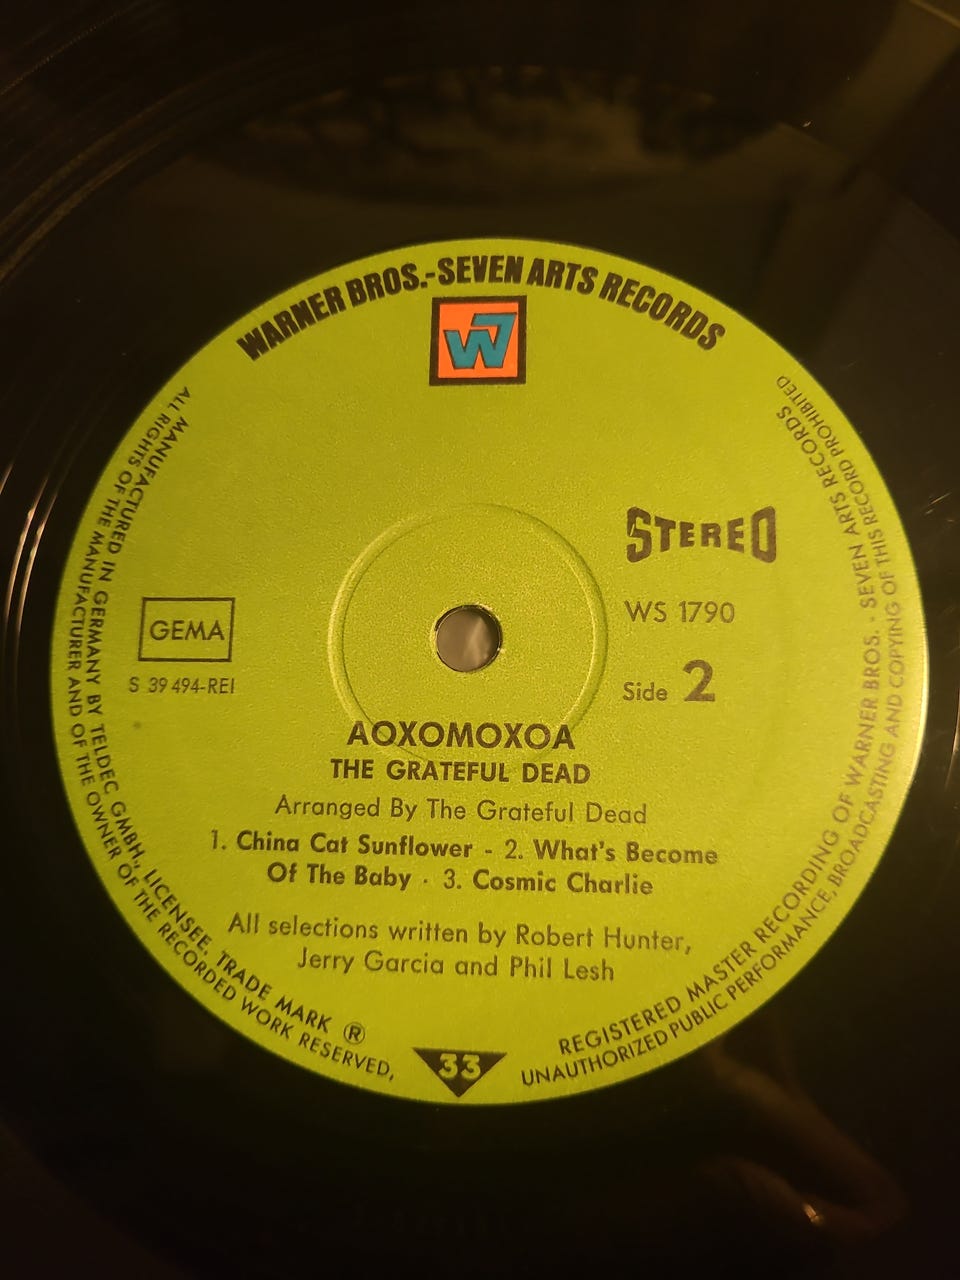 WARNER BROS.-SEVEN ARTS RECORDS
W7
STEREO
WS 1790
GEMA
S 39 494-REI
Side 2
AOXOMOXOA
THE GRATEFUL DEAD
Arranged By The Grateful Dead
1. China Cat Sunflower - 2. What's Become
Of The Baby · 3. Cosmic Charlie
All selections written by Robert Hunter,
Jerry Garcia and Phil Lesh
33
MANUFACTURED IN GERMANY BY TELDEC GMBH., LICENSEE. TRADE MARK ®
REGISTERED MASTER RECORDING OF WARNER BROS. - SEVEN ARTS RECORDS
ALL RIGHTS OF THE MANUFACTURER AND OF THE OWNER OF THE RECORDED WORK RESERVED,
UNAUTHORIZED PUBLIC PERFORMANCE, BROADCASTING AND COPYING OF THIS RECORD PROHIBITED